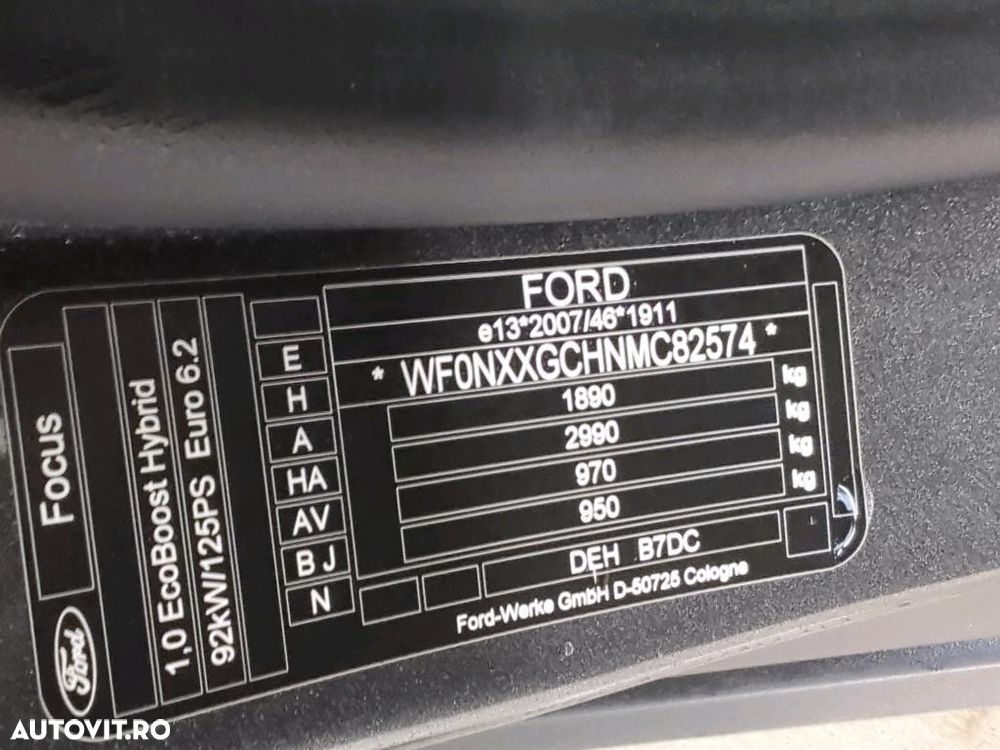 FORD
e13*2007/46*1911
* WF0NXXGCHNMC82574 *
1890 kg
2990 kg
970 kg
950 kg
DEH B7DC
Ford-Werke GmbH D-50725 Cologne
E
H
A
HA
AV
B J
N
Focus
1,0 EcoBoost Hybrid
92kW/125PS Euro 6.2
Ford
AUTOVIT.RO